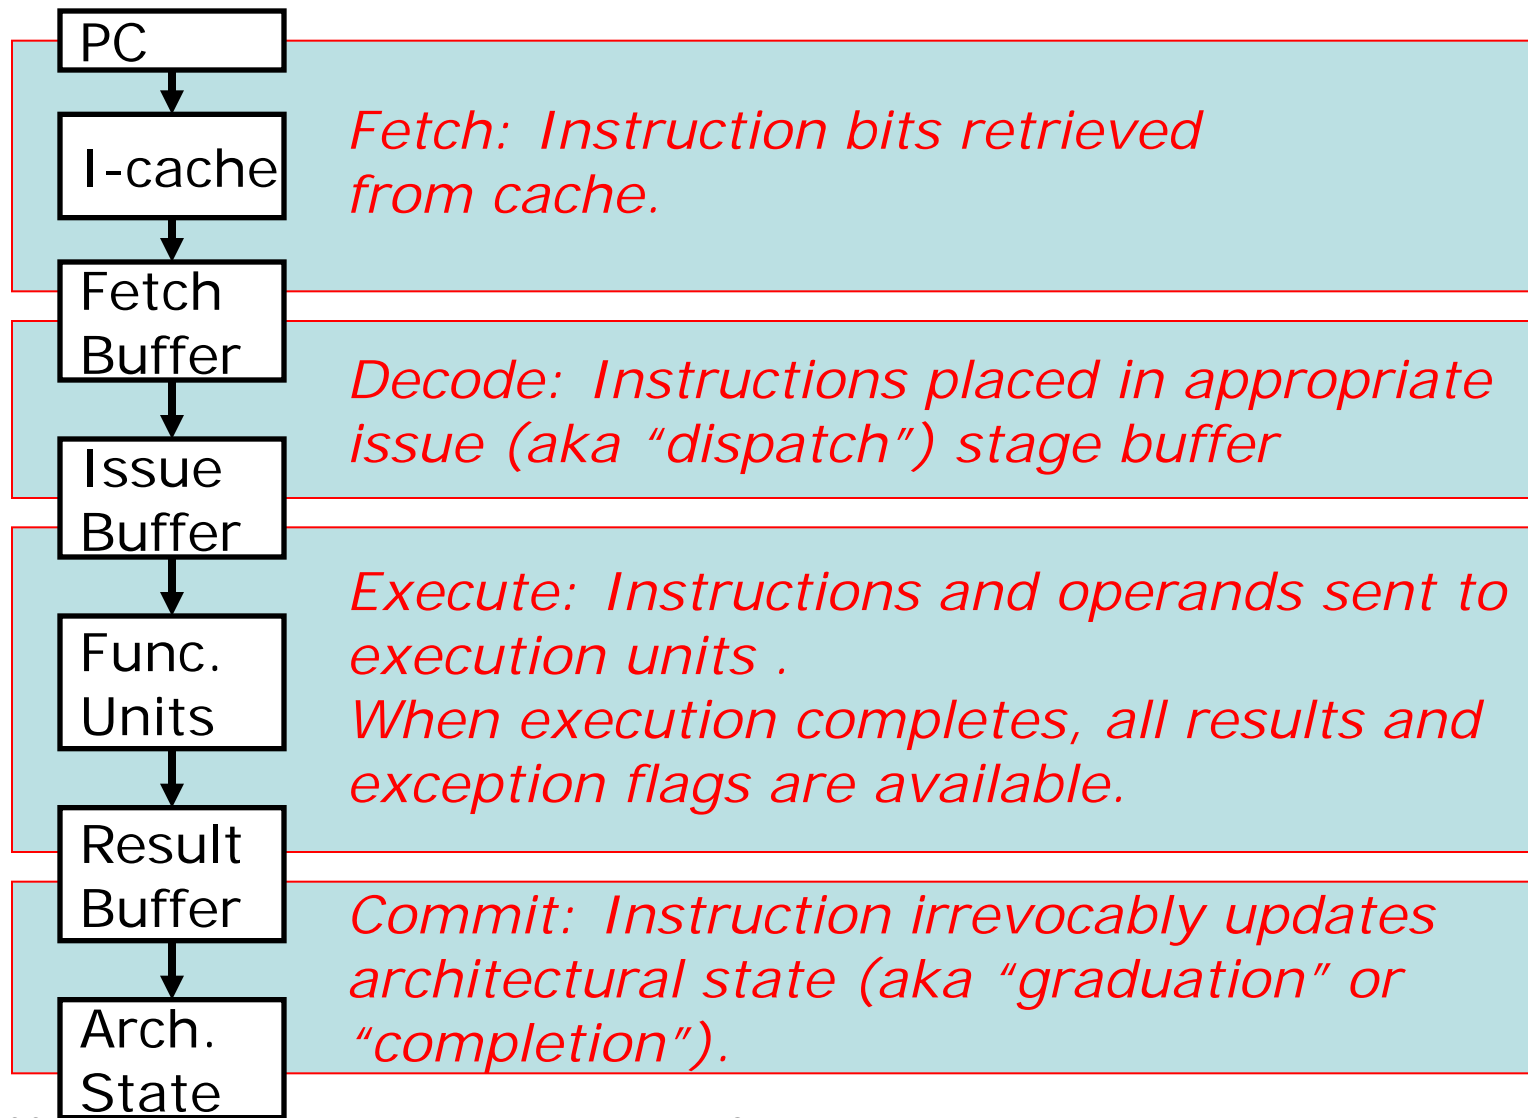 PC
I-cache
Fetch: Instruction bits retrieved
from cache.
Fetch
Buffer
Decode: Instructions placed in appropriate
issue (aka “dispatch”) stage buffer
Issue
Buffer
Execute: Instructions and operands sent to
execution units .
When execution completes, all results and
exception flags are available.
Func.
Units
Result
Buffer
Commit: Instruction irrevocably updates
architectural state (aka “graduation” or
“completion”).
Arch.
State